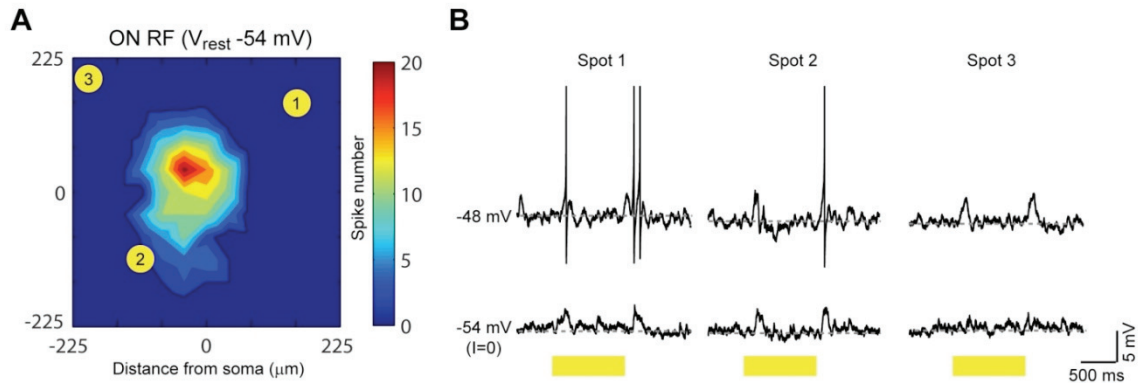 A
ON RF (Vrest -54 mV)
225
0
-225
-225
0
225
Distance from soma (μm)
3
1
2
20
15
10
5
0
Spike number
B
Spot 1
Spot 2
Spot 3
-48 mV
-54 mV
(I=0)
5 mV
500 ms